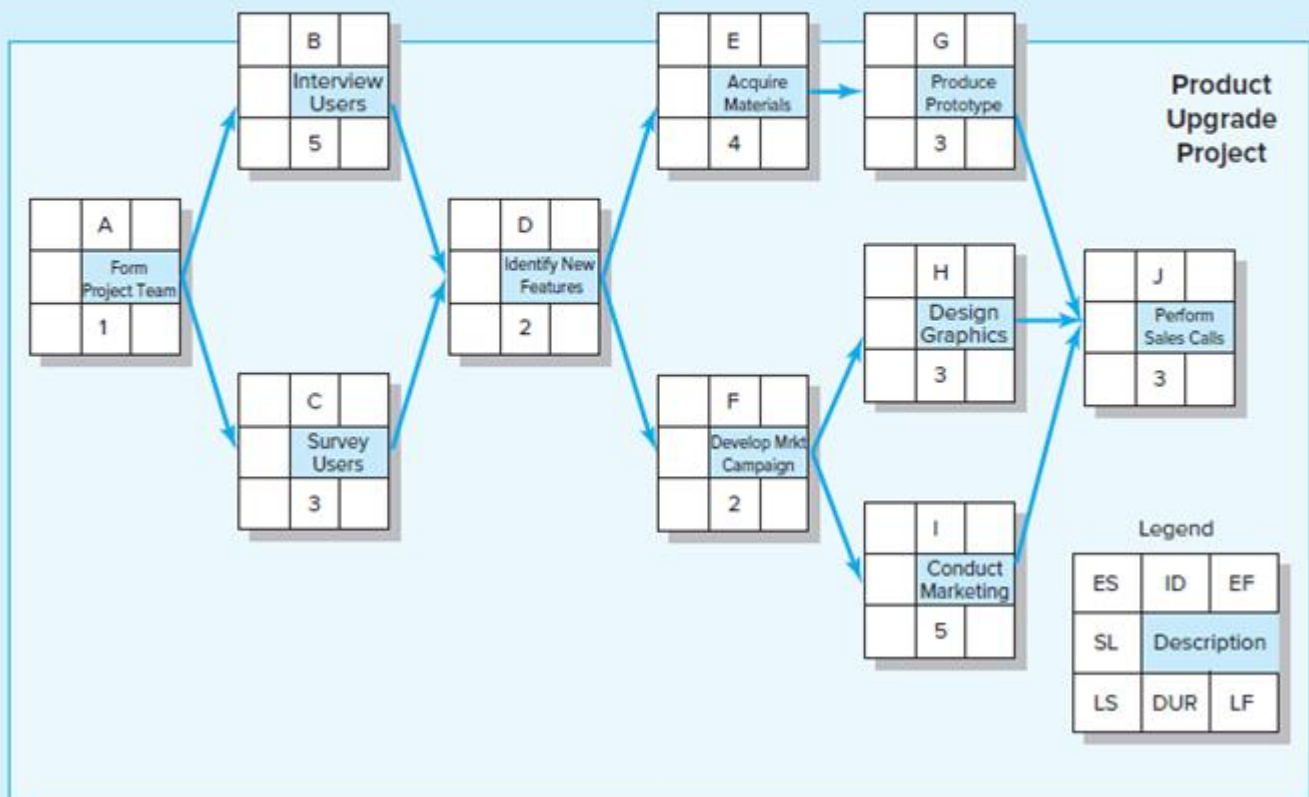 B
Interview
Users
5
E
Acquire
Materials
4
G
Produce
Prototype
3
Product
Upgrade
Project
A
Form
Project Team
1
D
Identify New
Features
2
H
Design
Graphics
3
J
Perform
Sales Calls
3
C
Survey
Users
3
F
Develop Mrkt
Campaign
2
I
Conduct
Marketing
5
Legend
ES ID EF
SL Description
LS DUR LF